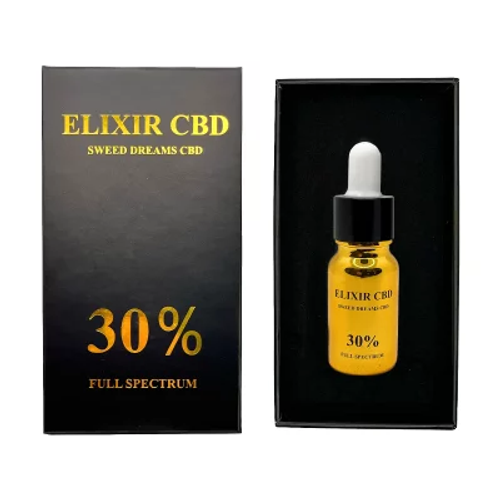 ELIXIR CBD
SWEED DREAMS CBD
30%
FULL SPECTRUM
ELIXIR CBD
SWEED DREAMS CBD
30%
FULL SPECTRUM